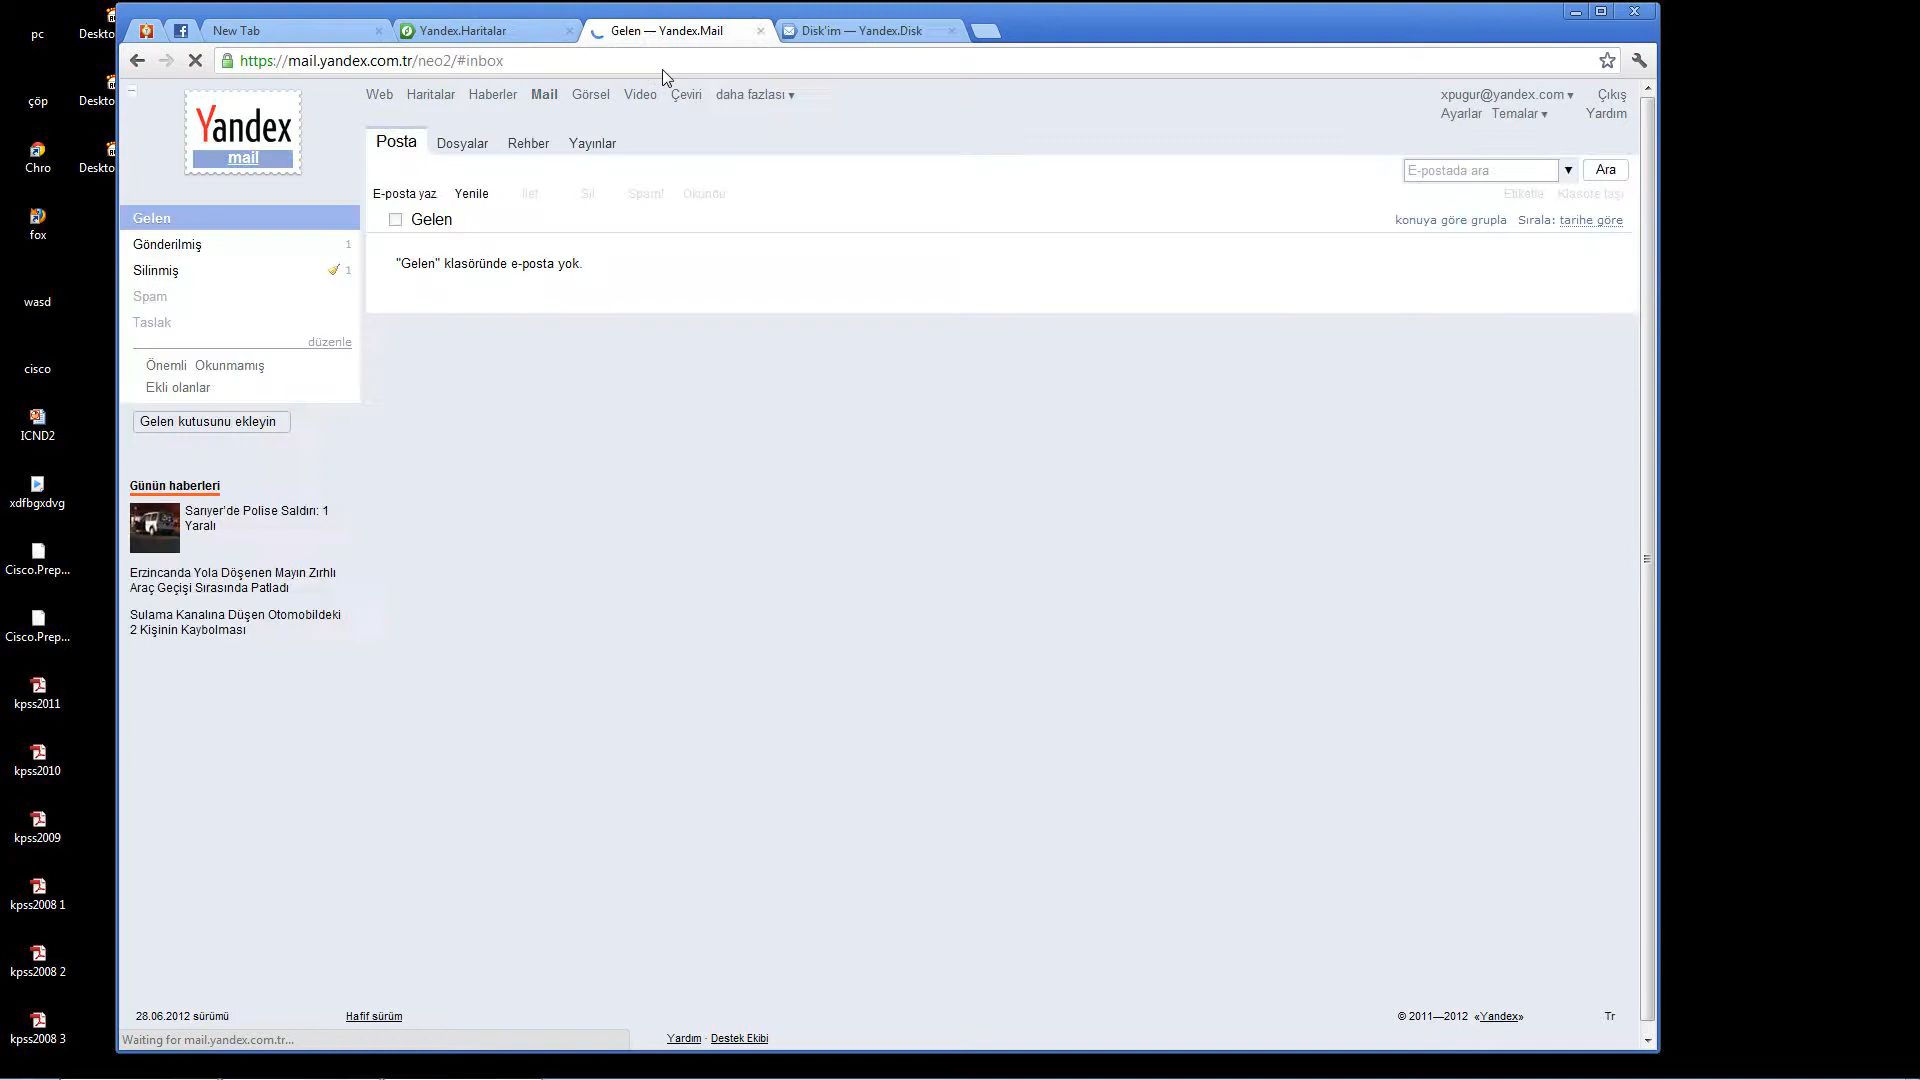 pc
Deskto
çöp
Deskto
Chro
Deskto
fox
wasd
cisco
ICND2
xdfbgxdvg
Cisco.Prep...
Cisco.Prep...
kpss2011
kpss2010
kpss2009
kpss2008 1
kpss2008 2
kpss2008 3
New Tab
Yandex.Haritalar
Gelen — Yandex.Mail
Disk'im — Yandex.Disk
https://mail.yandex.com.tr/neo2/#inbox
Yandex
mail
Web Haritalar Haberler Mail Görsel Video Çeviri daha fazlası ▾
xpugur@yandex.com ▾ Çıkış
Ayarlar Temalar ▾ Yardım
Posta Dosyalar Rehber Yayınlar
E-postada ara ▼ Ara
E-posta yaz Yenile İlet Sil Spam! Okundu Etiketle Klasöre taşı
Gelen
konuya göre grupla Sırala: tarihe göre
"Gelen" klasöründe e-posta yok.
Gelen
Gönderilmiş 1
Silinmiş 1
Spam
Taslak
düzenle
Önemli Okunmamış
Ekli olanlar
Gelen kutusunu ekleyin
Günün haberleri
Sarıyer'de Polise Saldırı: 1
Yaralı
Erzincanda Yola Döşenen Mayın Zırhlı
Araç Geçişi Sırasında Patladı
Sulama Kanalına Düşen Otomobildeki
2 Kişinin Kaybolması
28.06.2012 sürümü Hafif sürüm © 2011—2012 «Yandex» Tr
Waiting for mail.yandex.com.tr...
Yardım · Destek Ekibi